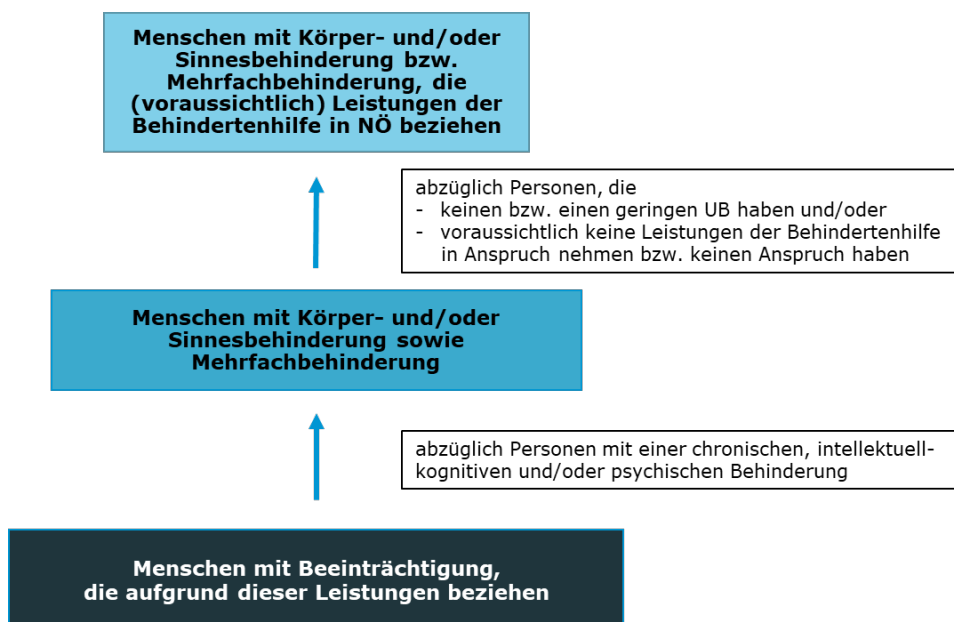 Menschen mit Körper- und/oder
Sinnesbehinderung bzw.
Mehrfachbehinderung, die
(voraussichtlich) Leistungen der
Behindertenhilfe in NÖ beziehen
abzüglich Personen, die
- keinen bzw. einen geringen UB haben und/oder
- voraussichtlich keine Leistungen der Behindertenhilfe
in Anspruch nehmen bzw. keinen Anspruch haben
Menschen mit Körper- und/oder
Sinnesbehinderung sowie
Mehrfachbehinderung
abzüglich Personen mit einer chronischen, intellektuell-
kognitiven und/oder psychischen Behinderung
Menschen mit Beeinträchtigung,
die aufgrund dieser Leistungen beziehen